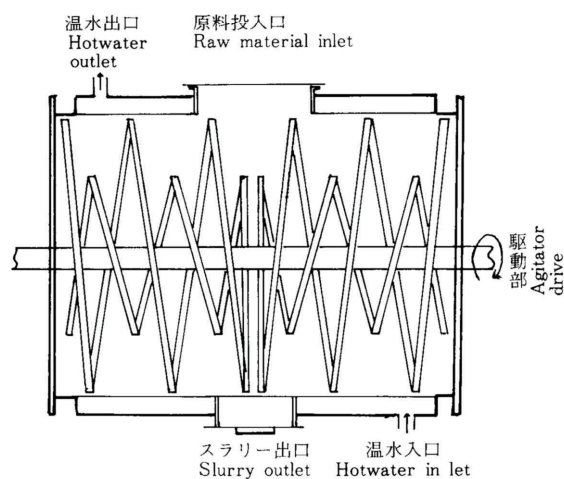 温水出口
Hotwater
outlet
原料投入口
Raw material inlet
駆動部
Agitator
drive
スラリー出口
Slurry outlet
温水入口
Hotwater in let